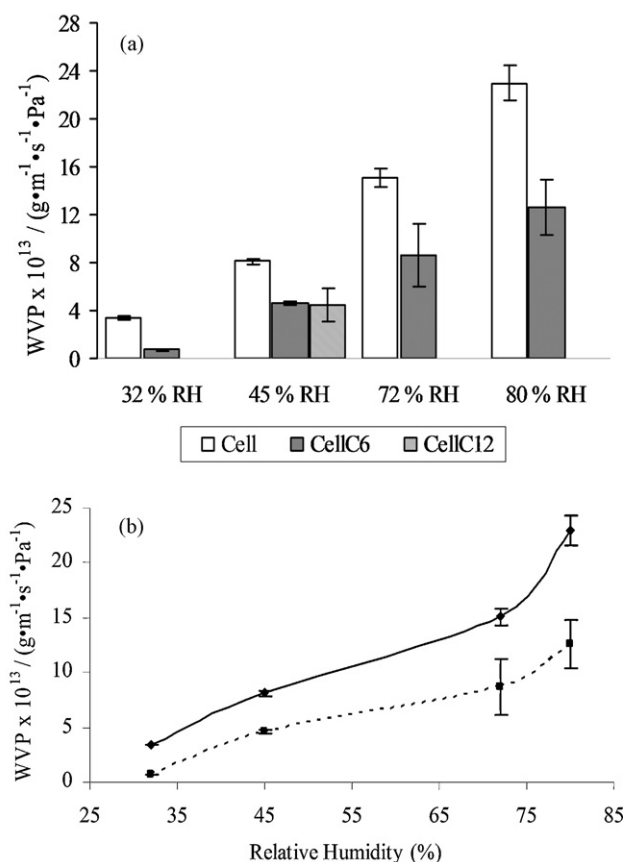 (a)
WVP x 10¹³ / (g•m⁻¹•s⁻¹•Pa⁻¹)
28
24
20
16
12
8
4
0
32 % RH 45 % RH 72 % RH 80 % RH
Cell CellC6 CellC12
(b)
WVP x 10¹³ / (g•m⁻¹•s⁻¹•Pa⁻¹)
25
20
15
10
5
0
25 35 45 55 65 75 85
Relative Humidity (%)